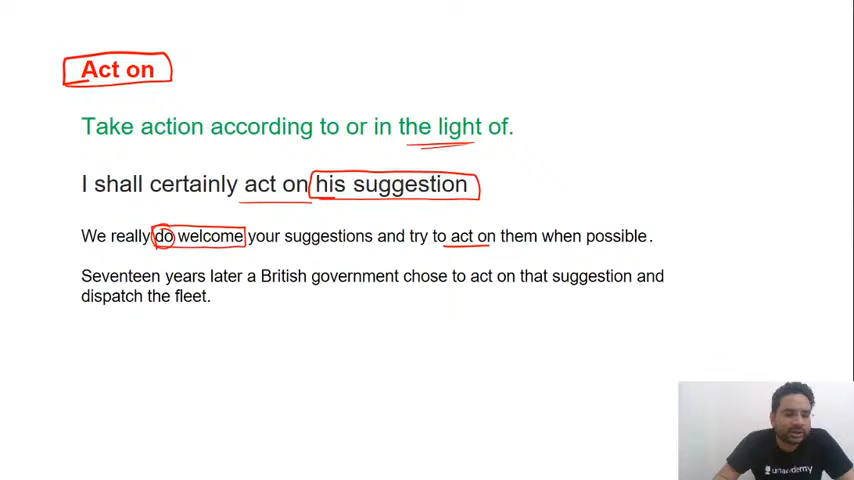 Act on
Take action according to or in the light of.
I shall certainly act on his suggestion
We really do welcome your suggestions and try to act on them when possible.
Seventeen years later a British government chose to act on that suggestion and
dispatch the fleet.
unacademy